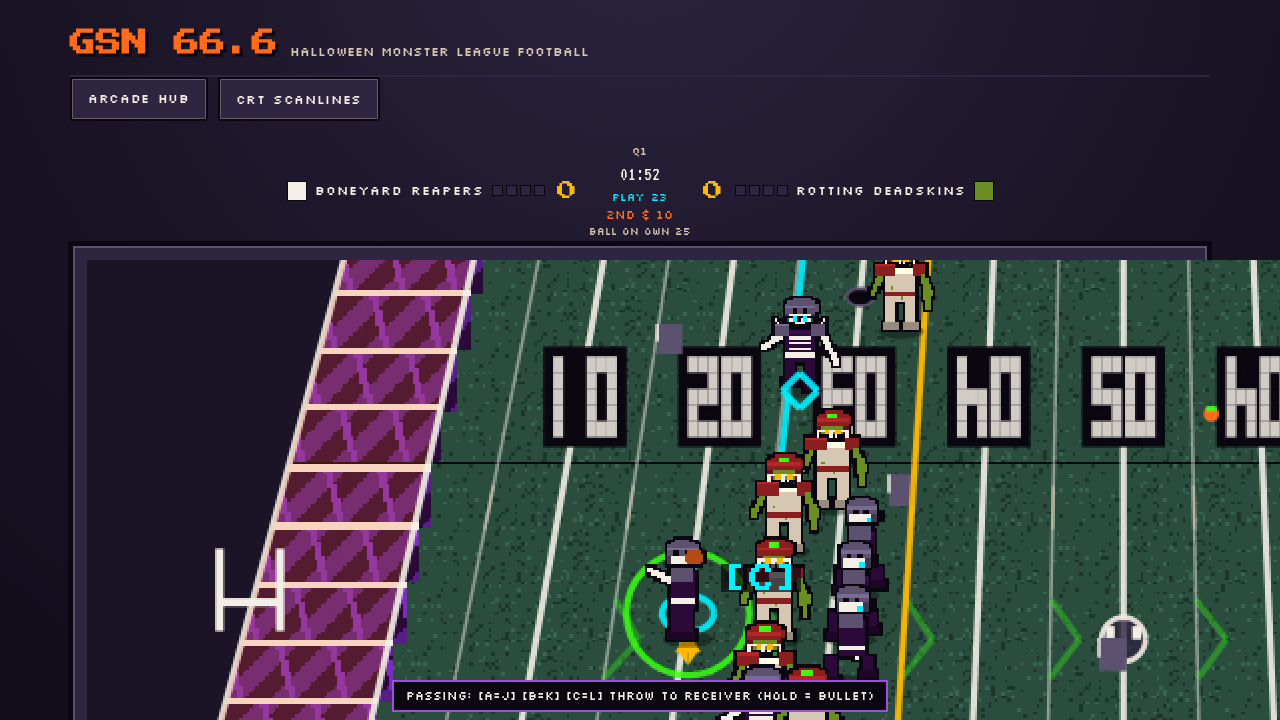 GSN 66.6
HALLOWEEN MONSTER LEAGUE FOOTBALL
ARCADE HUB
CRT SCANLINES
Q1
01:52
BONEYARD REAPERS 0
0 ROTTING DEADSKINS
PLAY 23
2ND & 10
BALL ON OWN 25
10 20 30 40 50 40
[C]
PASSING: [A=J] [B=K] [C=L] THROW TO RECEIVER (HOLD = BULLET)